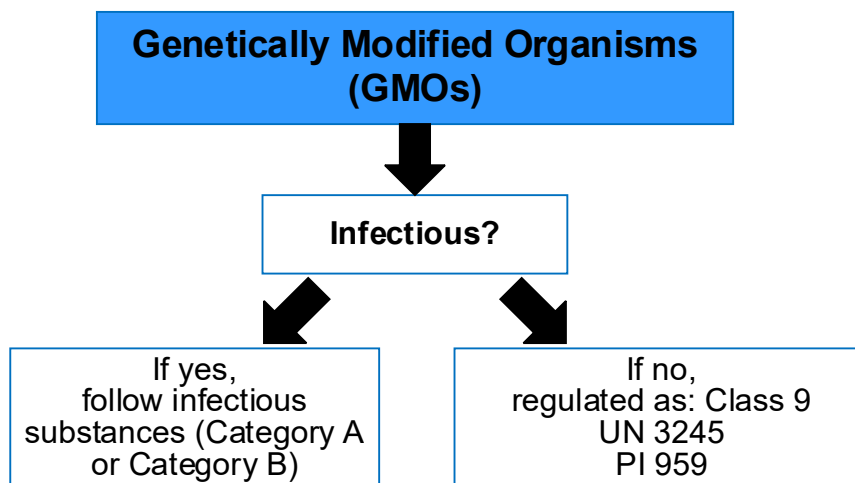 Genetically Modified Organisms
(GMOs)
Infectious?
If yes,
follow infectious
substances (Category A
or Category B)
If no,
regulated as: Class 9
UN 3245
PI 959